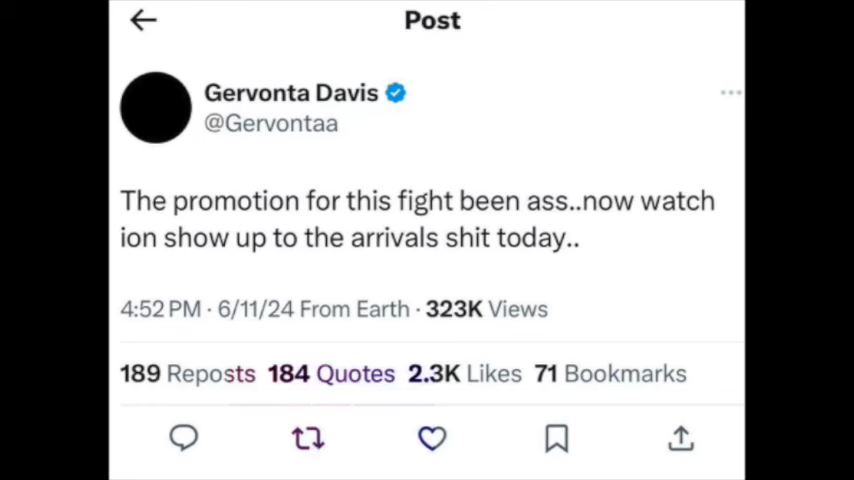 Post
Gervonta Davis
@Gervontaa
The promotion for this fight been ass..now watch
ion show up to the arrivals shit today..
4:52 PM · 6/11/24 From Earth · 323K Views
189 Reposts 184 Quotes 2.3K Likes 71 Bookmarks